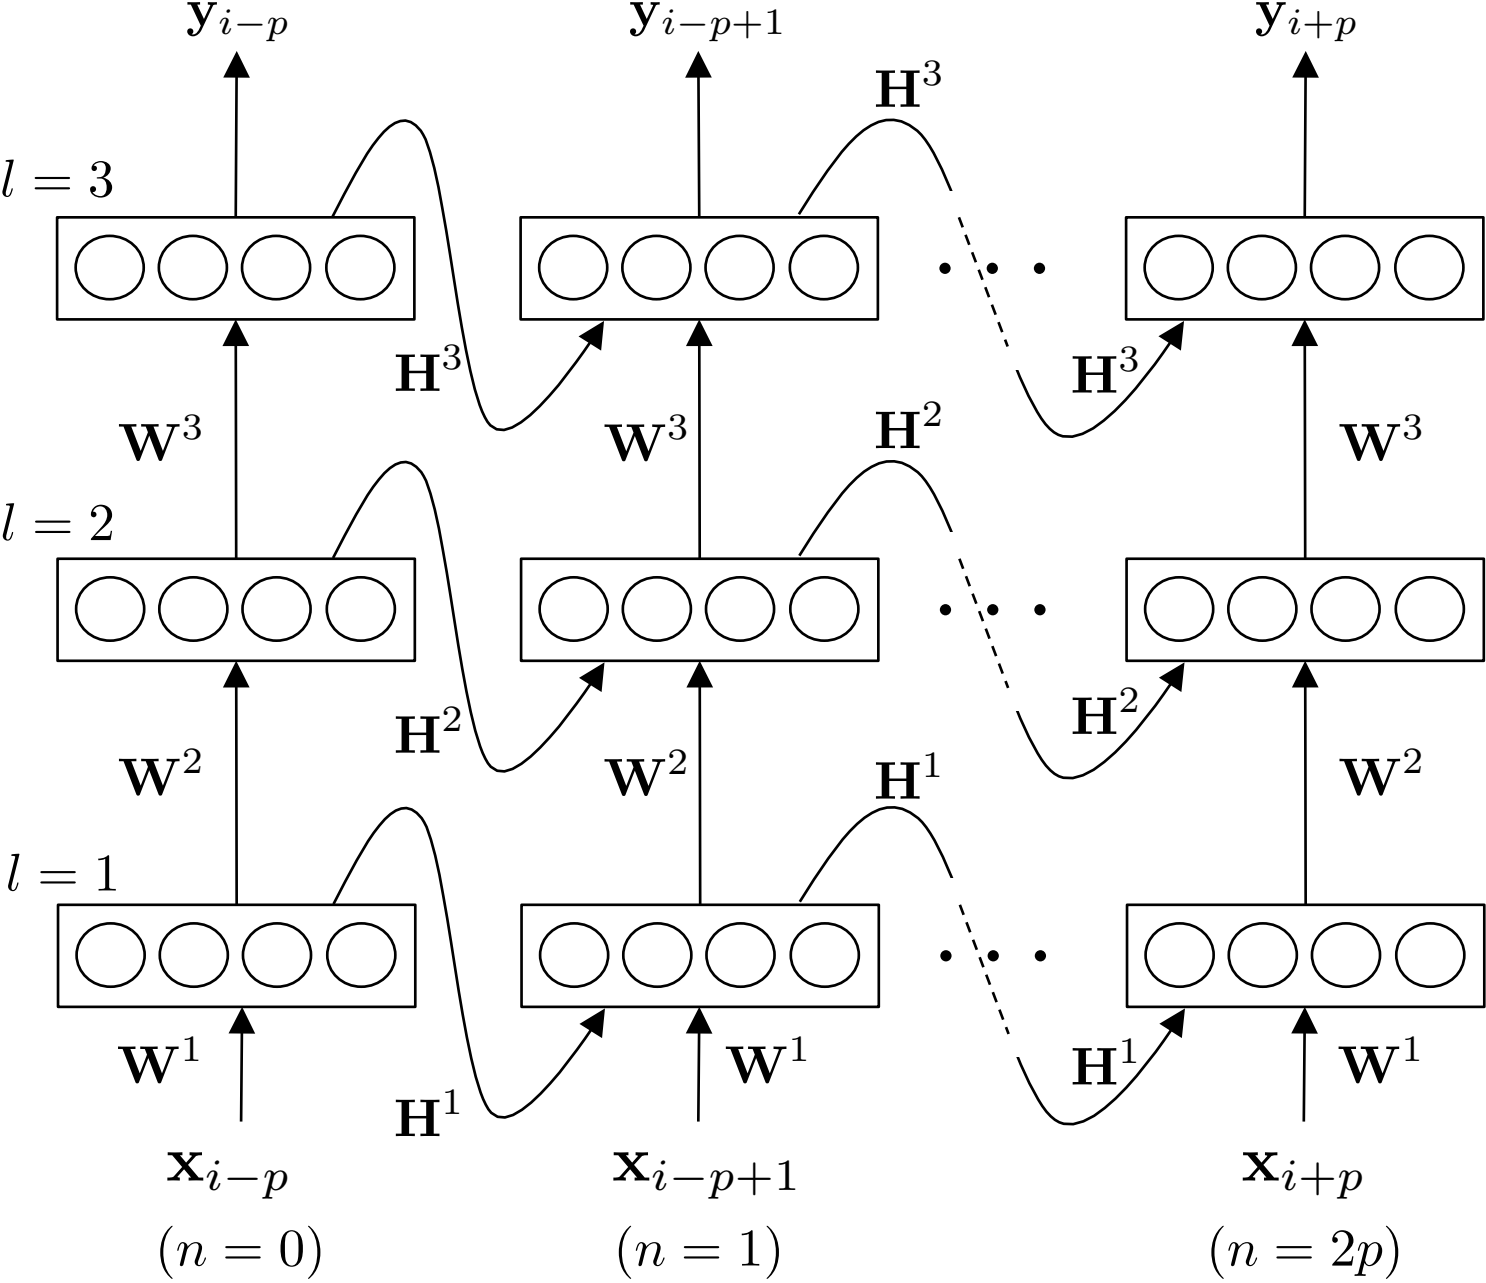 y_{i−p} y_{i−p+1} y_{i+p}
H^3
l = 3
H^3 H^3
W^3 W^3 W^3
H^2
l = 2
H^2 H^2
W^2 W^2 W^2
H^1
l = 1
W^1 W^1 H^1 W^1
H^1
x_{i−p} x_{i−p+1} x_{i+p}
(n = 0) (n = 1) (n = 2p)